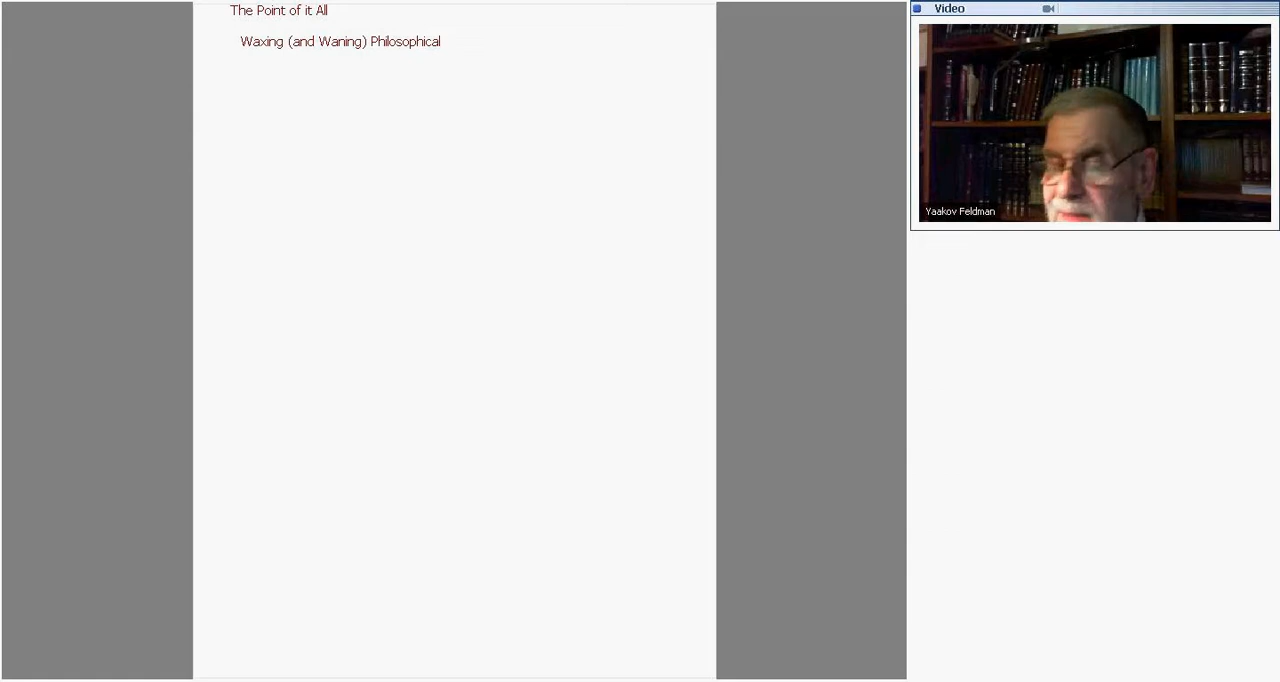 The Point of it All
Waxing (and Waning) Philosophical
Video
Yaakov Feldman